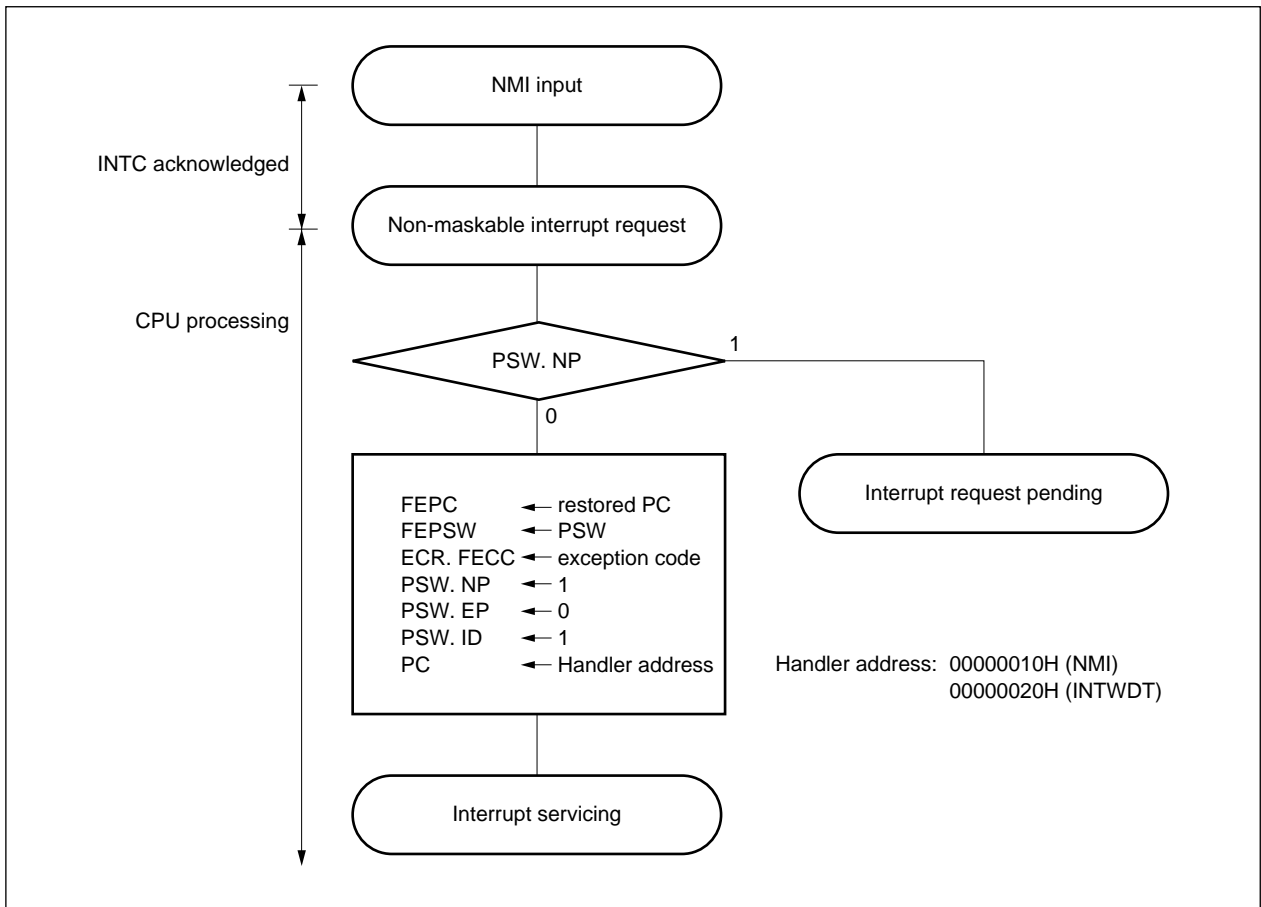 NMI input
INTC acknowledged
Non-maskable interrupt request
CPU processing
PSW. NP
1
0
FEPC ← restored PC
FEPSW ← PSW
ECR. FECC ← exception code
PSW. NP ← 1
PSW. EP ← 0
PSW. ID ← 1
PC ← Handler address
Interrupt request pending
Handler address: 00000010H (NMI)
00000020H (INTWDT)
Interrupt servicing